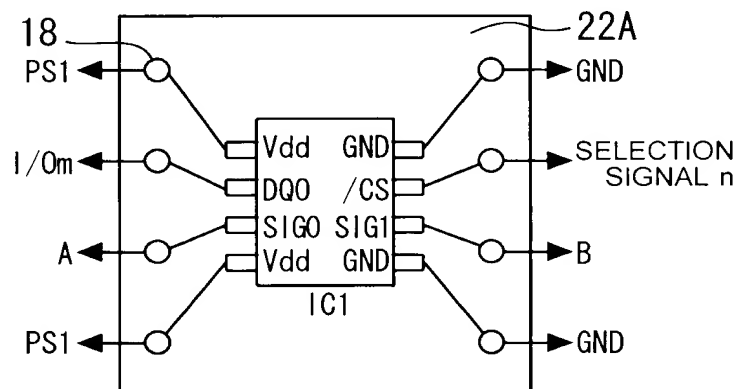 18
22A
PS1
GND
I/Om
SELECTION
SIGNAL n
A
B
PS1
GND
Vdd GND
DQ0 /CS
SIG0 SIG1
Vdd GND
IC1